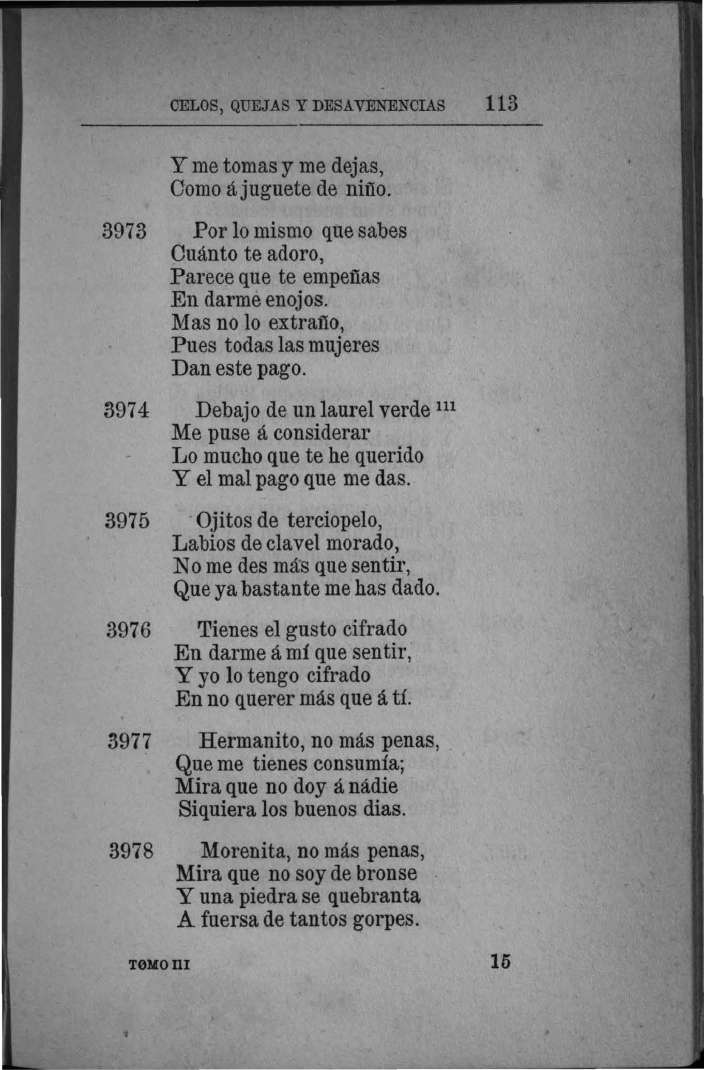 CELOS, QUEJAS Y DESAVENENCIAS 113
Y me tomas y me dejas,
Como á juguete de niño.
3973 Por lo mismo que sabes
Cuánto te adoro,
Parece que te empeñas
En darme enojos.
Mas no lo extraño,
Pues todas las mujeres
Dan este pago.
3974 Debajo de un laurel verde 111
Me puse á considerar
Lo mucho que te he querido
Y el mal pago que me das.
3975 Ojitos de terciopelo,
Labios de clavel morado,
No me des más que sentir,
Que ya bastante me has dado.
3976 Tienes el gusto cifrado
En darme á mí que sentir,
Y yo lo tengo cifrado
En no querer más que á tí.
3977 Hermanito, no más penas,
Que me tienes consumía;
Mira que no doy á nádie
Siquiera los buenos dias.
3978 Morenita, no más penas,
Mira que no soy de bronse
Y una piedra se quebranta
A fuersa de tantos gorpes.
TOMO III 15